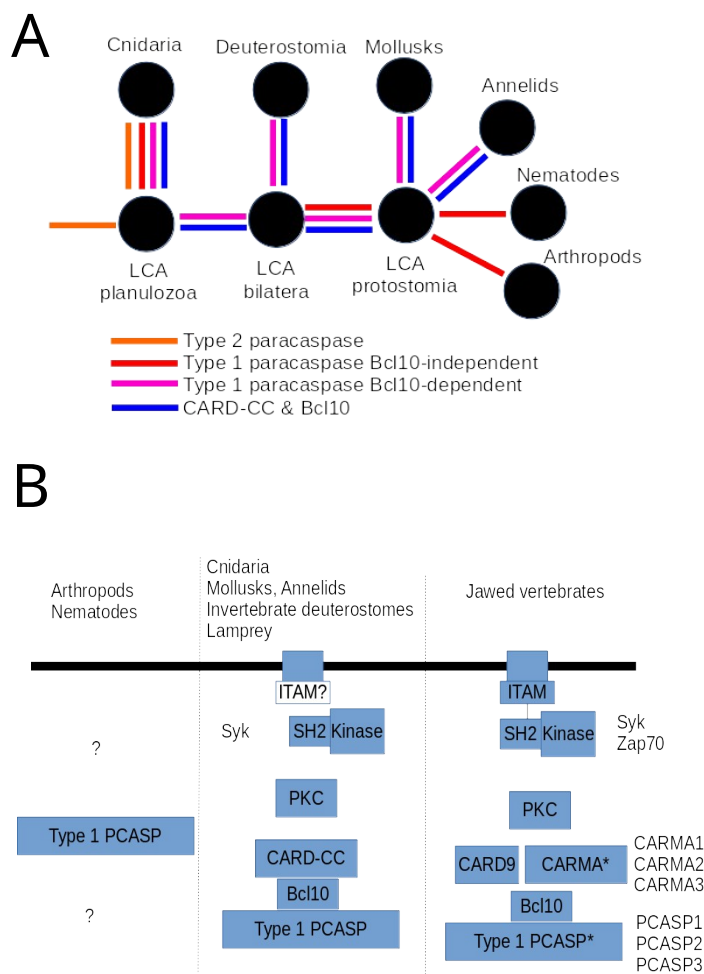 A
Cnidaria
Deuterostomia
Mollusks
Annelids
Nematodes
Arthropods
LCA
planulozoa
LCA
bilatera
LCA
protostomia
Type 2 paracaspase
Type 1 paracaspase Bcl10-independent
Type 1 paracaspase Bcl10-dependent
CARD-CC & Bcl10
B
Arthropods
Nematodes
Cnidaria
Mollusks, Annelids
Invertebrate deuterostomes
Lamprey
Jawed vertebrates
?
Type 1 PCASP
?
ITAM?
Syk
SH2
Kinase
PKC
CARD-CC
Bcl10
Type 1 PCASP
ITAM
SH2
Kinase
Syk
Zap70
PKC
CARD9
CARMA*
CARMA1
CARMA2
CARMA3
Bcl10
Type 1 PCASP*
PCASP1
PCASP2
PCASP3